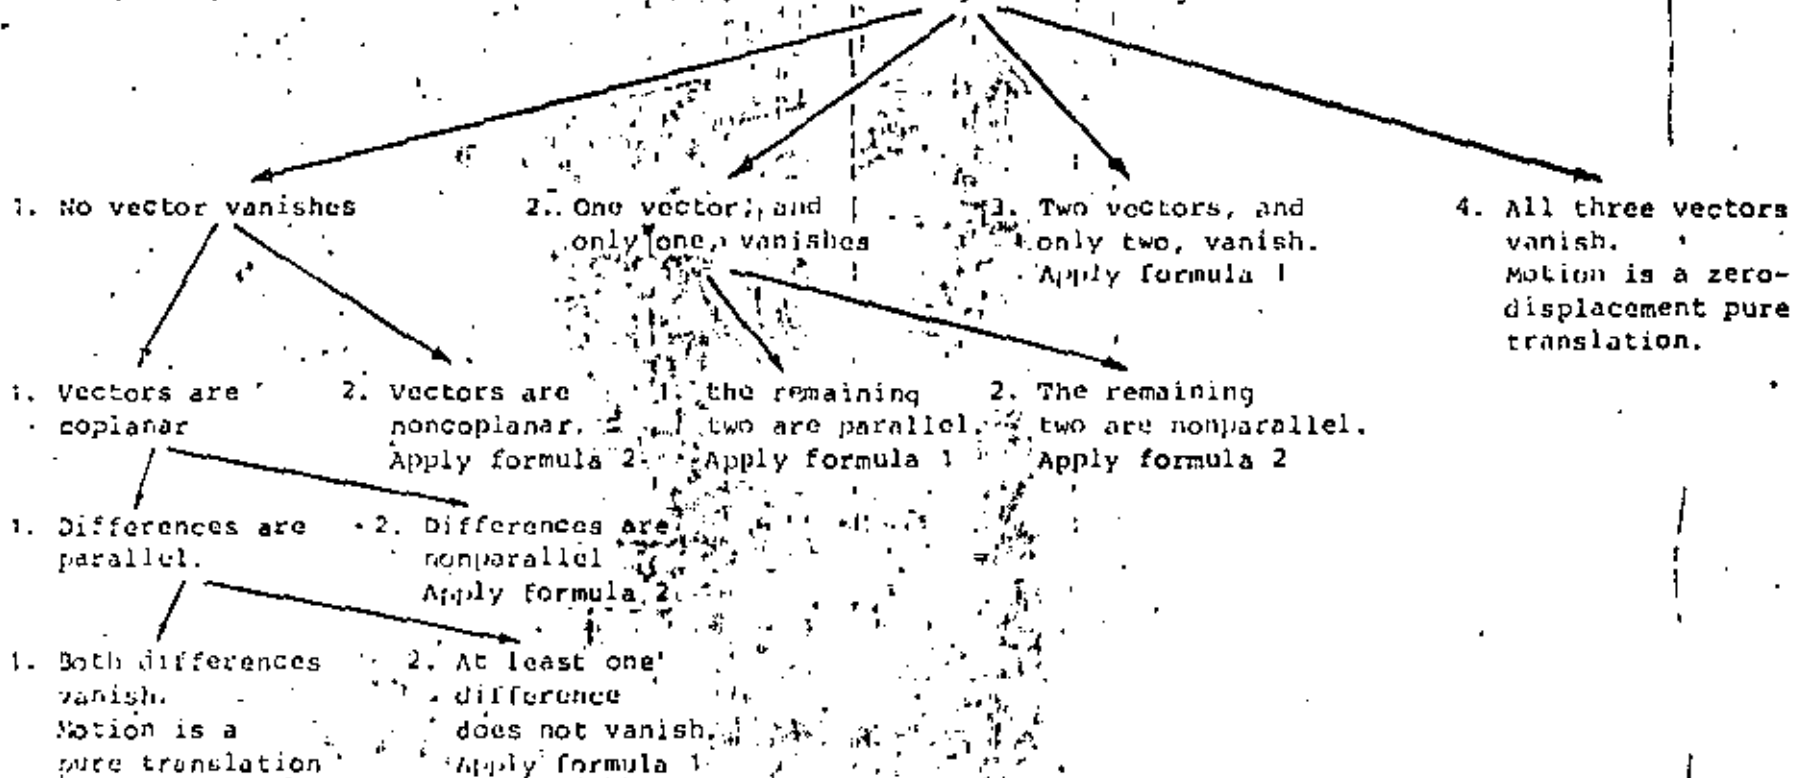 1. No vector vanishes
2. One vector, and
only one, vanishes
3. Two vectors, and
only two, vanish.
Apply formula 1
4. All three vectors
vanish.
Motion is a zero-
displacement pure
translation.
1. Vectors are
coplanar
2. Vectors are
noncoplanar.
Apply formula 2
1. the remaining
two are parallel.
Apply formula 1
2. The remaining
two are nonparallel.
Apply formula 2
1. Differences are
parallel.
2. Differences are
nonparallel
Apply formula 2
1. Both differences
vanish.
Motion is a
pure translation
2. At least one
difference
does not vanish.
Apply formula 1